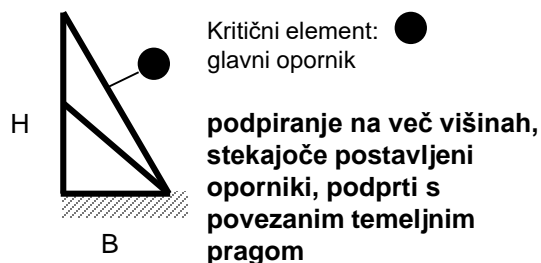 Kritični element:
glavni opornik
H
podpiranje na več višinah,
stekajoče postavljeni
oporniki, podprti s
povezanim temeljnim
pragom
B